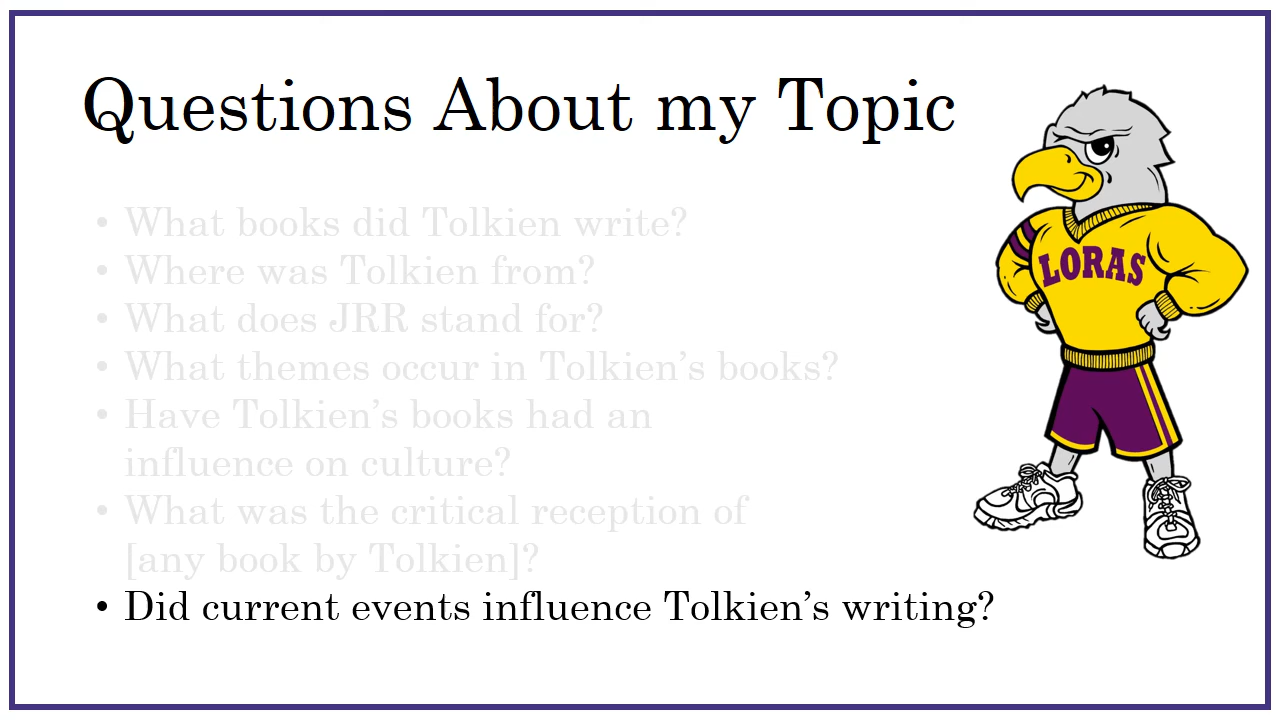 Questions About my Topic
LORAS
• What books did Tolkien write?
• Where was Tolkien from?
• What does JRR stand for?
• What themes occur in Tolkien's books?
• Have Tolkien's books had an
influence on culture?
• What was the critical reception of
[any book by Tolkien]?
• Did current events influence Tolkien's writing?